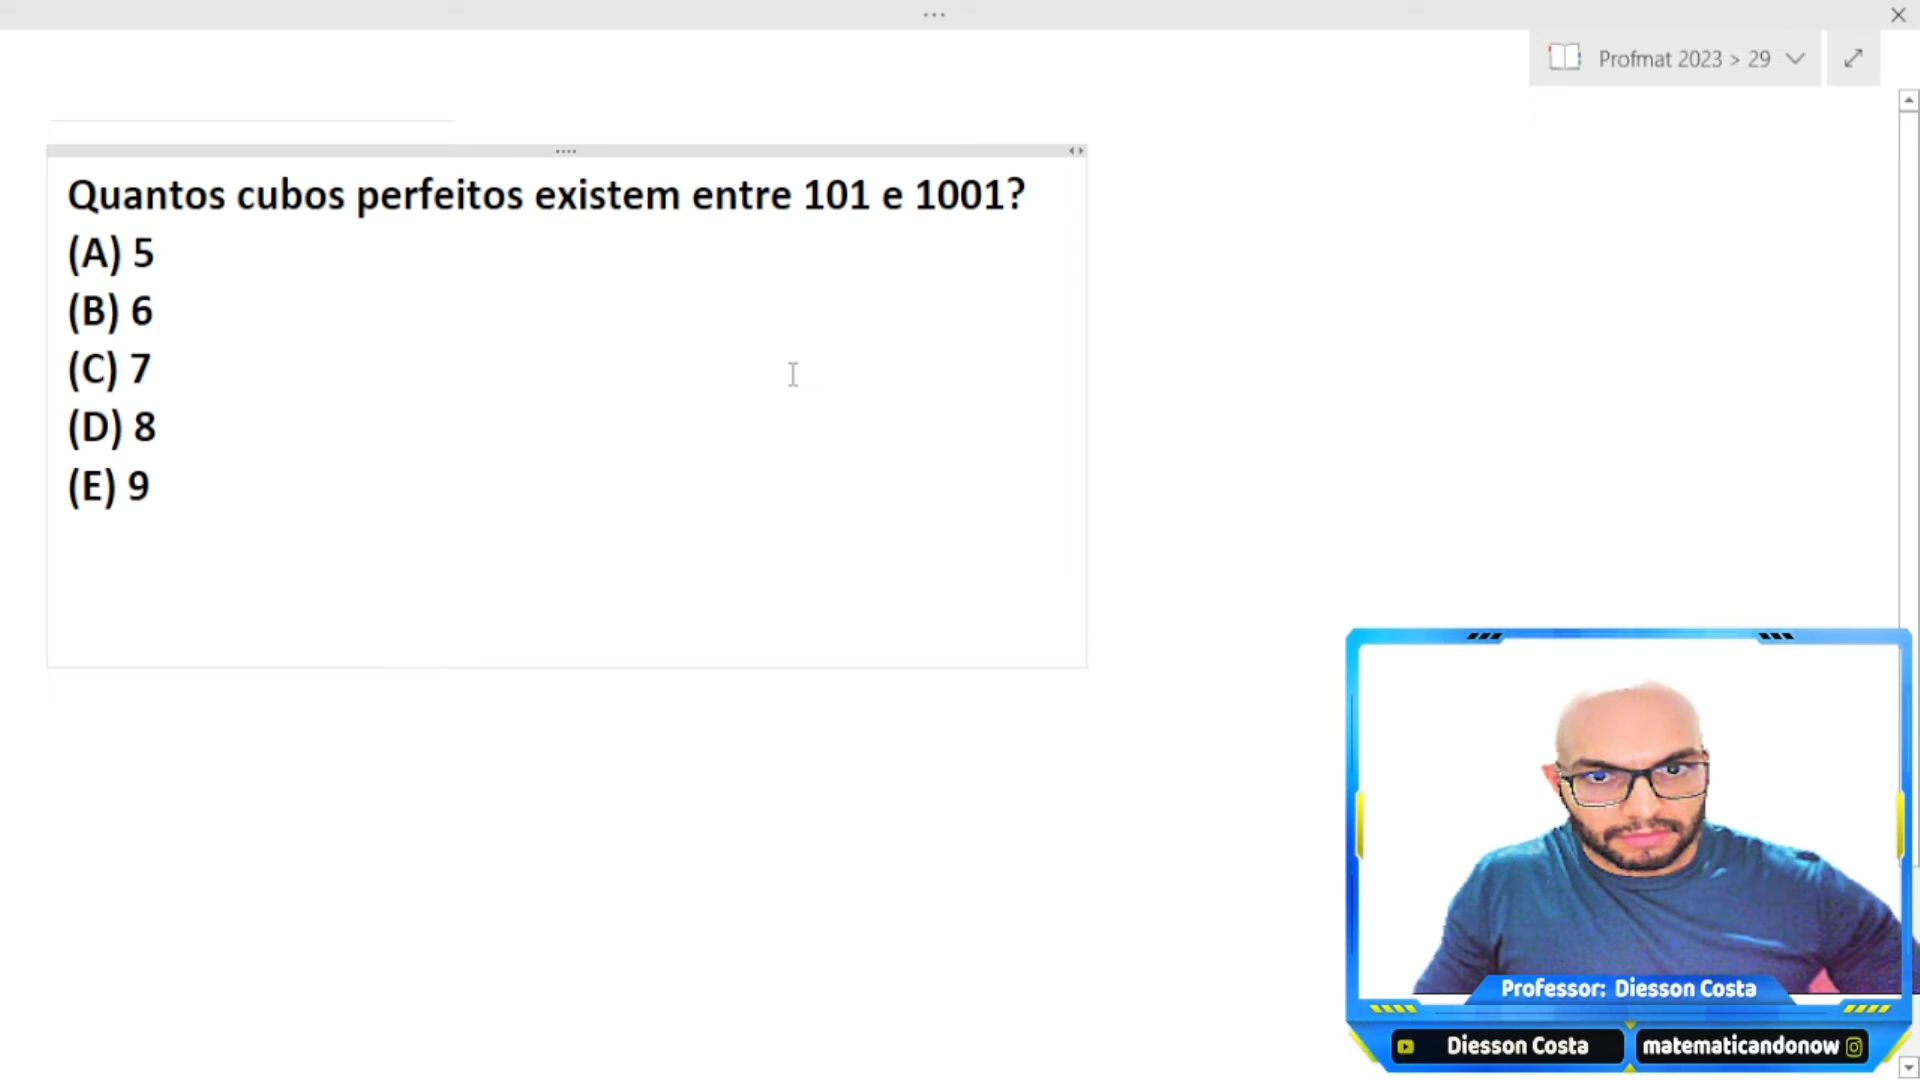 Profmat 2023 > 29
Quantos cubos perfeitos existem entre 101 e 1001?
(A) 5
(B) 6
(C) 7
(D) 8
(E) 9
Professor: Diesson Costa
Diesson Costa
matematicandonow